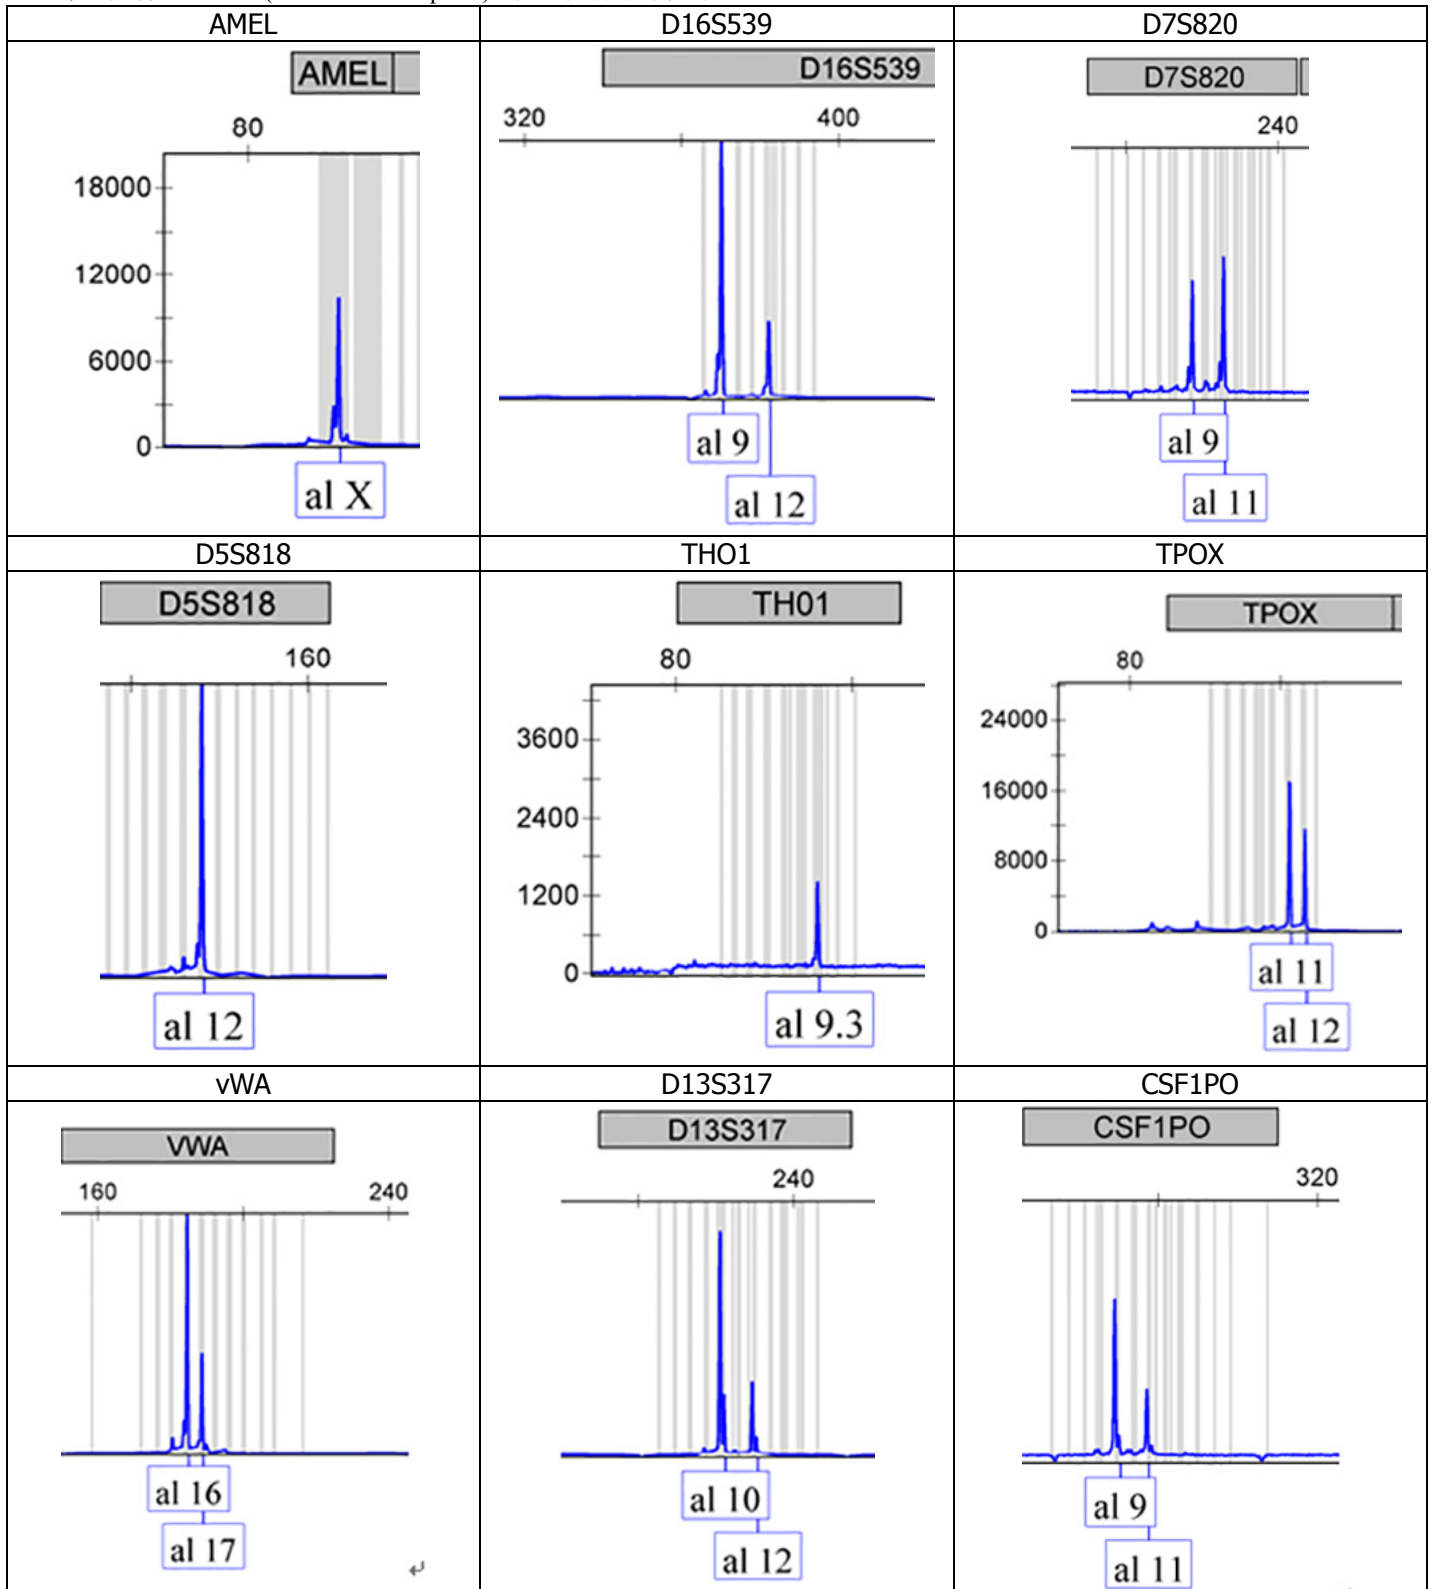 AMEL
D16S539
D7S820
AMEL
80
18000
12000
6000
0
al X
D16S539
320 400
al 9
al 12
D7S820
240
al 9
al 11
D5S818
THO1
TPOX
D5S818
160
al 12
TH01
80
3600
2400
1200
0
al 9.3
TPOX
80
24000
16000
8000
0
al 11
al 12
vWA
D13S317
CSF1PO
VWA
160 240
al 16
al 17
D13S317
240
al 10
al 12
CSF1PO
320
al 9
al 11